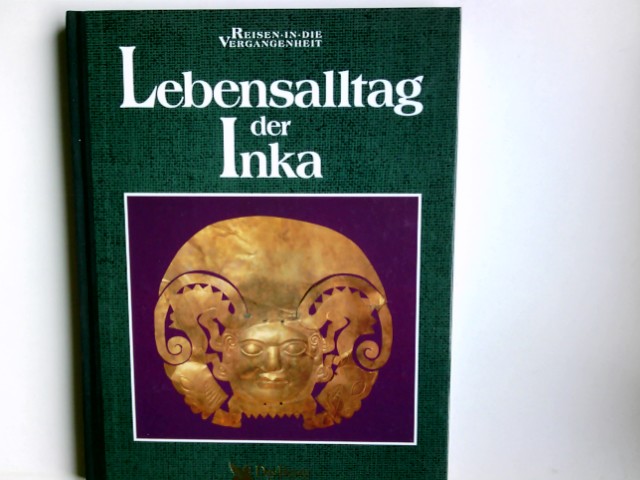 REISEN-IN-DIE
VERGANGENHEIT
Lebensalltag
der
Inka